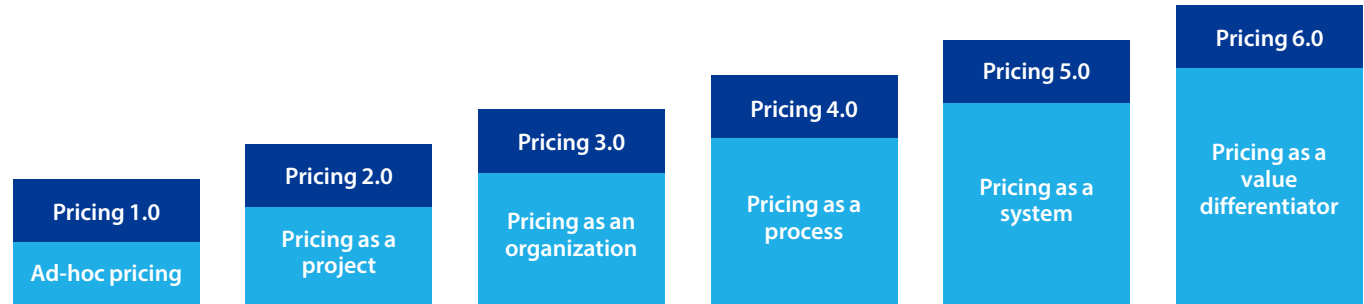 Pricing 1.0
Ad-hoc pricing
Pricing 2.0
Pricing as a
project
Pricing 3.0
Pricing as an
organization
Pricing 4.0
Pricing as a
process
Pricing 5.0
Pricing as a
system
Pricing 6.0
Pricing as a
value
differentiator